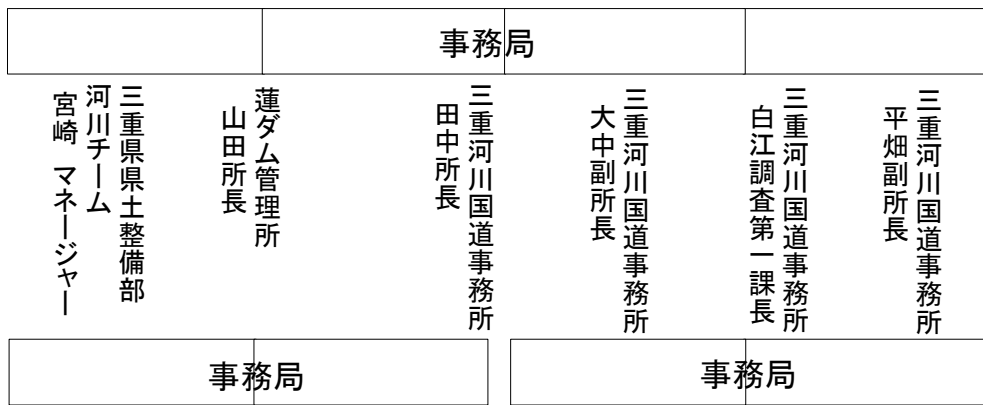 事務局
三重県県土整備部
河川チーム
宮崎 マネージャー
蓮ダム管理所
山田所長
三重河川国道事務所
田中所長
三重河川国道事務所
大中副所長
三重河川国道事務所
白江調査第一課長
三重河川国道事務所
平畑副所長
事務局
事務局